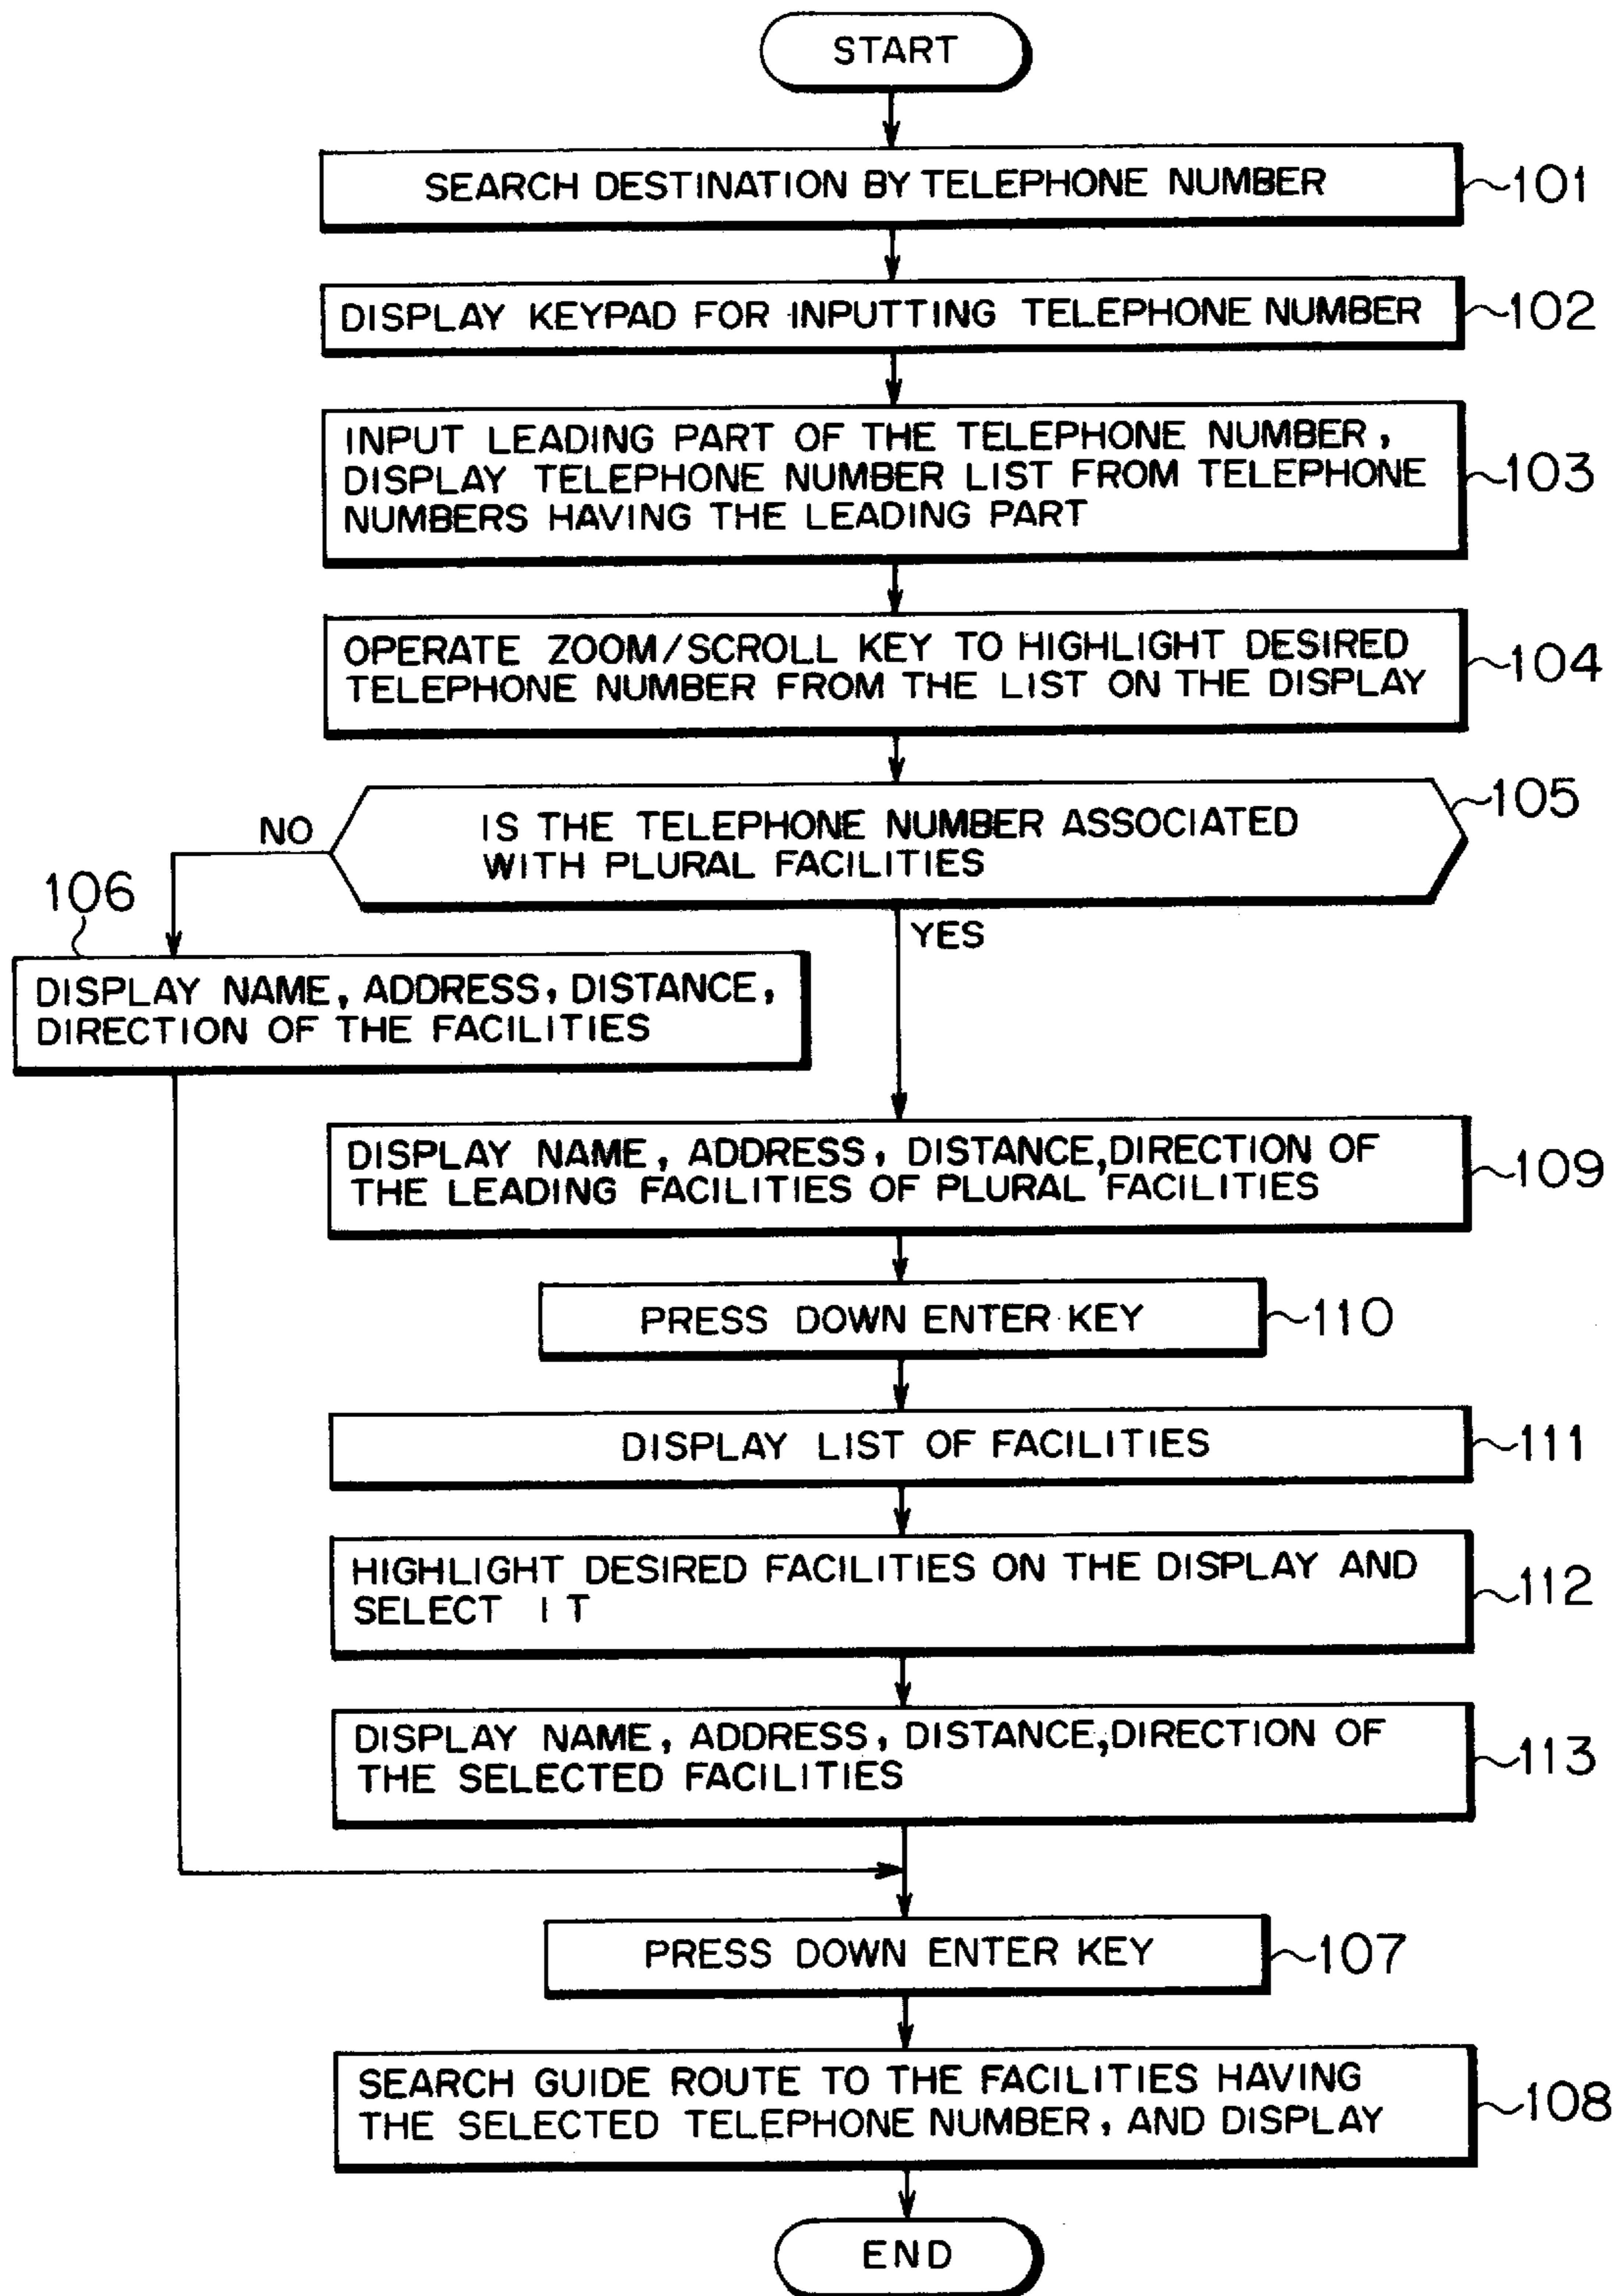 START
SEARCH DESTINATION BY TELEPHONE NUMBER
101
DISPLAY KEYPAD FOR INPUTTING TELEPHONE NUMBER
102
INPUT LEADING PART OF THE TELEPHONE NUMBER,
DISPLAY TELEPHONE NUMBER LIST FROM TELEPHONE
NUMBERS HAVING THE LEADING PART
103
OPERATE ZOOM/SCROLL KEY TO HIGHLIGHT DESIRED
TELEPHONE NUMBER FROM THE LIST ON THE DISPLAY
104
IS THE TELEPHONE NUMBER ASSOCIATED
WITH PLURAL FACILITIES
105
NO
YES
106
DISPLAY NAME, ADDRESS, DISTANCE,
DIRECTION OF THE FACILITIES
DISPLAY NAME, ADDRESS, DISTANCE, DIRECTION OF
THE LEADING FACILITIES OF PLURAL FACILITIES
109
PRESS DOWN ENTER KEY
110
DISPLAY LIST OF FACILITIES
111
HIGHLIGHT DESIRED FACILITIES ON THE DISPLAY AND
SELECT IT
112
DISPLAY NAME, ADDRESS, DISTANCE, DIRECTION OF
THE SELECTED FACILITIES
113
PRESS DOWN ENTER KEY
107
SEARCH GUIDE ROUTE TO THE FACILITIES HAVING
THE SELECTED TELEPHONE NUMBER, AND DISPLAY
108
END